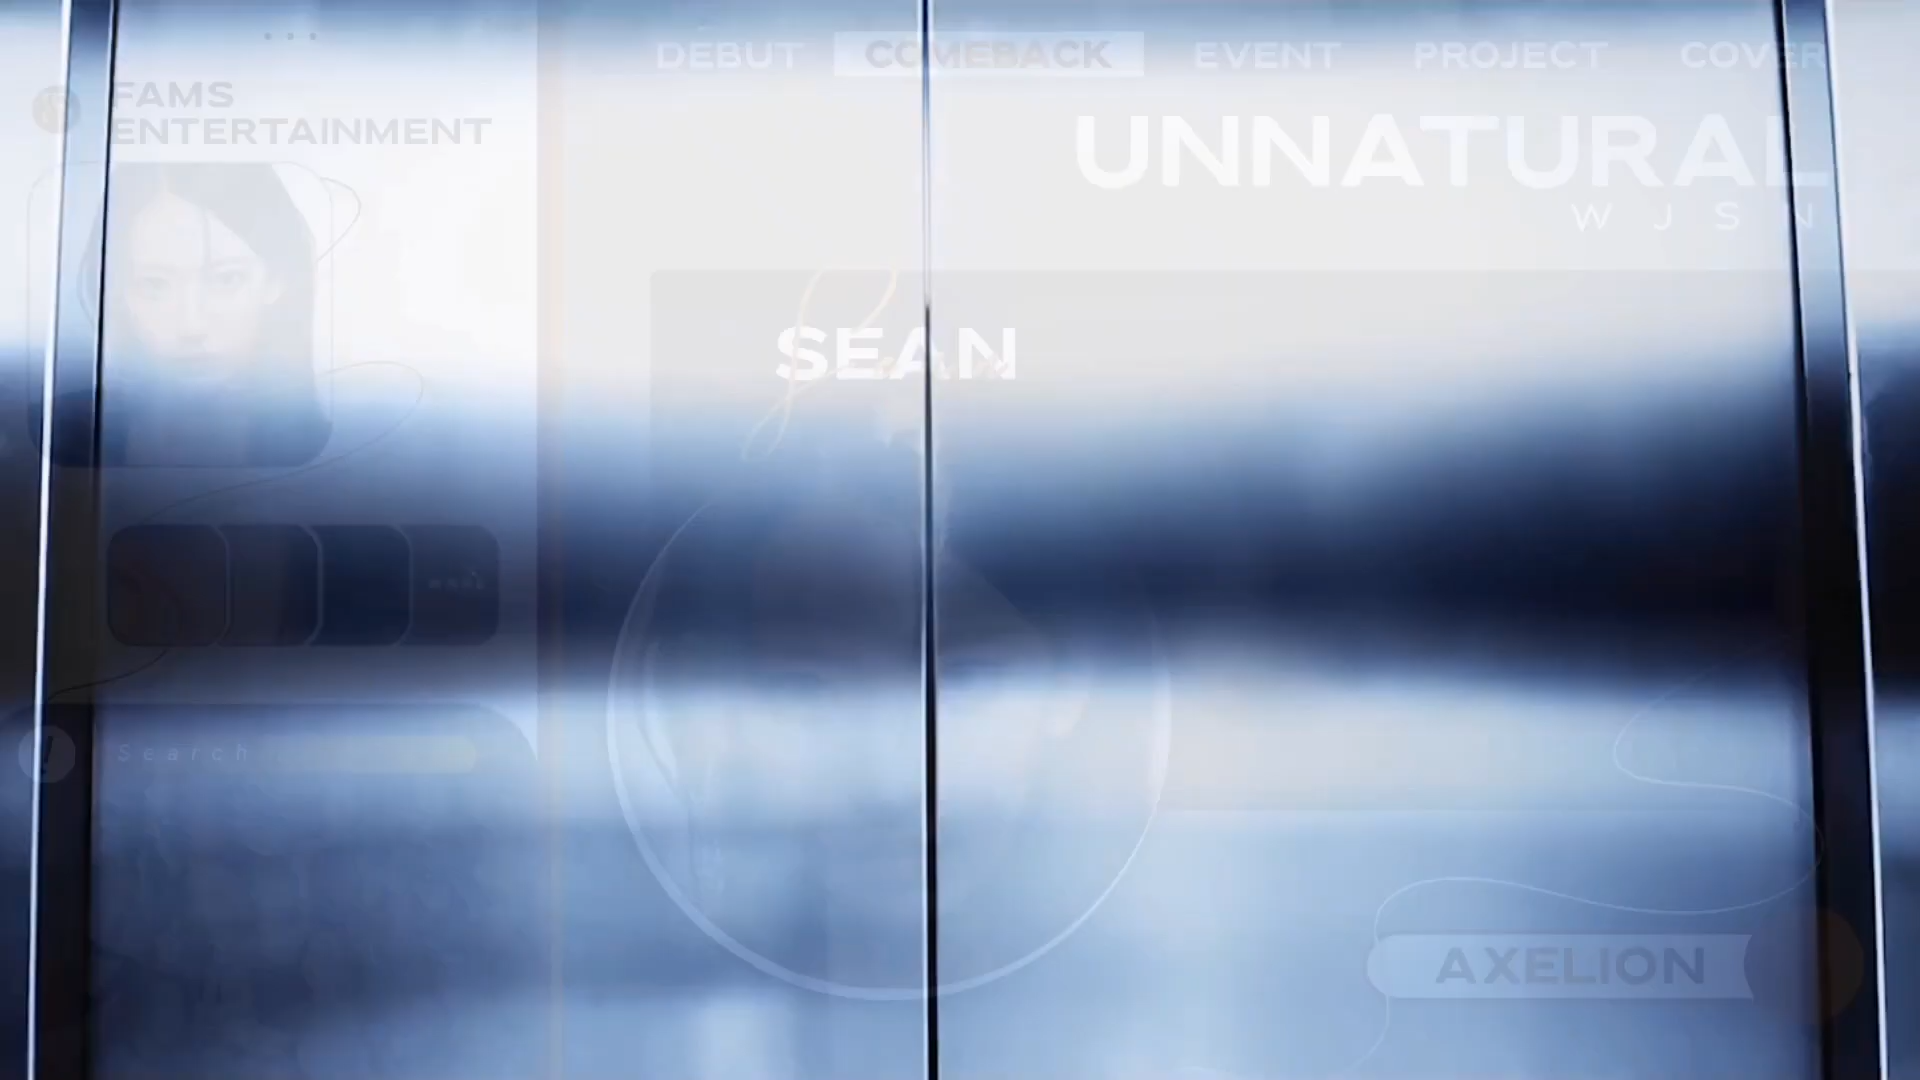 DEBUT COMEBACK EVENT PROJECT COVER
FAMS
ENTERTAINMENT
UNNATURAL
WJSN
SEAN
Search
AXELION